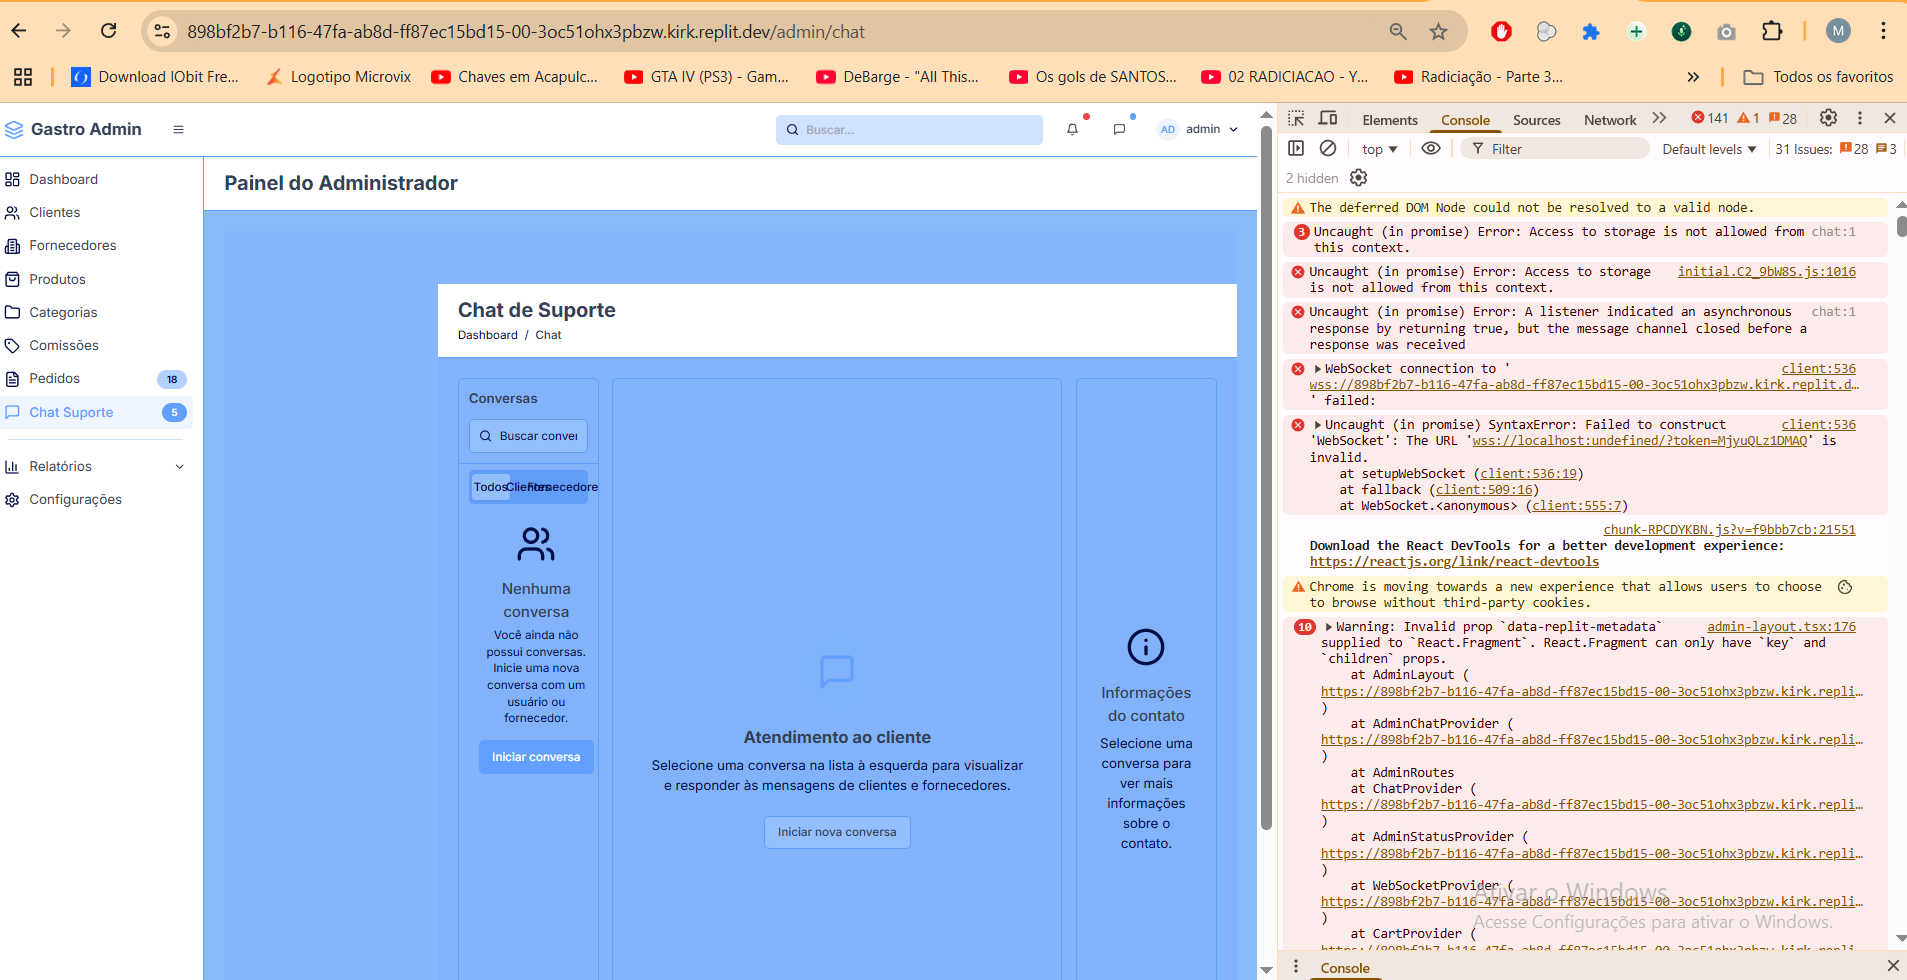 898bf2b7-b116-47fa-ab8d-ff87ec15bd15-00-3oc51ohx3pbzw.kirk.replit.dev/admin/chat
M
Download IObit Fre...
Logotipo Microvix
Chaves em Acapulc...
GTA IV (PS3) - Gam...
DeBarge - "All This...
Os gols de SANTOS...
02 RADICIACAO - Y...
Radiciação - Parte 3...
Todos os favoritos
Gastro Admin
Buscar...
AD
admin
Dashboard
Clientes
Fornecedores
Produtos
Categorias
Comissões
Pedidos
18
Chat Suporte
5
Relatórios
Configurações
Painel do Administrador
Chat de Suporte
Dashboard / Chat
Conversas
Buscar conver
Todos
Clientes
Fornecedore
Nenhuma
conversa
Você ainda não
possui conversas.
Inicie uma nova
conversa com um
usuário ou
fornecedor.
Iniciar conversa
Atendimento ao cliente
Selecione uma conversa na lista à esquerda para visualizar
e responder às mensagens de clientes e fornecedores.
Iniciar nova conversa
Informações
do contato
Selecione uma
conversa para
ver mais
informações
sobre o
contato.
Elements
Console
Sources
Network
141
1
28
top
Filter
Default levels
31 Issues:
28
3
2 hidden
The deferred DOM Node could not be resolved to a valid node.
3
Uncaught (in promise) Error: Access to storage is not allowed from chat:1
this context.
Uncaught (in promise) Error: Access to storage initial.C2_9bW8S.js:1016
is not allowed from this context.
Uncaught (in promise) Error: A listener indicated an asynchronous chat:1
response by returning true, but the message channel closed before a
response was received
WebSocket connection to ' client:536
wss://898bf2b7-b116-47fa-ab8d-ff87ec15bd15-00-3oc51ohx3pbzw.kirk.replit.d…
' failed:
Uncaught (in promise) SyntaxError: Failed to construct client:536
'WebSocket': The URL 'wss://localhost:undefined/?token=MjyuQLz1DMAQ' is
invalid.
at setupWebSocket (client:536:19)
at fallback (client:509:16)
at WebSocket.<anonymous> (client:555:7)
chunk-RPCDYKBN.js?v=f9bbb7cb:21551
Download the React DevTools for a better development experience:
https://reactjs.org/link/react-devtools
Chrome is moving towards a new experience that allows users to choose
to browse without third-party cookies.
10
Warning: Invalid prop `data-replit-metadata` admin-layout.tsx:176
supplied to `React.Fragment`. React.Fragment can only have `key` and
`children` props.
at AdminLayout (
https://898bf2b7-b116-47fa-ab8d-ff87ec15bd15-00-3oc51ohx3pbzw.kirk.repli…
)
at AdminChatProvider (
https://898bf2b7-b116-47fa-ab8d-ff87ec15bd15-00-3oc51ohx3pbzw.kirk.repli…
)
at AdminRoutes
at ChatProvider (
https://898bf2b7-b116-47fa-ab8d-ff87ec15bd15-00-3oc51ohx3pbzw.kirk.repli…
)
at AdminStatusProvider (
https://898bf2b7-b116-47fa-ab8d-ff87ec15bd15-00-3oc51ohx3pbzw.kirk.repli…
)
at WebSocketProvider (
https://898bf2b7-b116-47fa-ab8d-ff87ec15bd15-00-3oc51ohx3pbzw.kirk.repli…
)
at CartProvider (
Ativar o Windows
Acesse Configurações para ativar o Windows.
Console